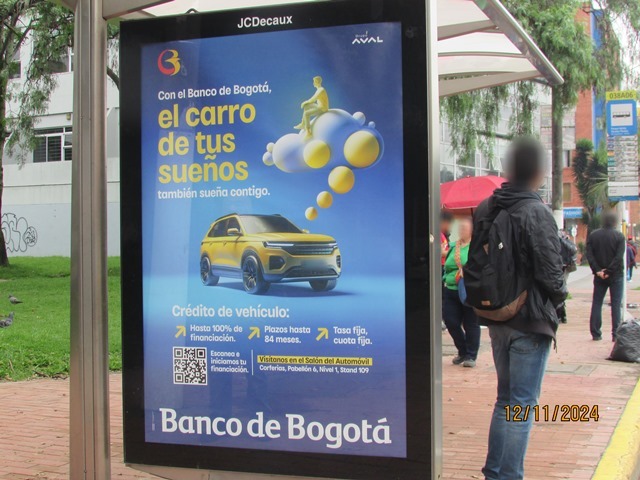 JCDecaux
Grupo
AVAL
Con el Banco de Bogotá,
el carro
de tus
sueños
también sueña contigo.
Crédito de vehículo:
Hasta 100% de
financiación.
Plazos hasta
84 meses.
Tasa fija,
cuota fija.
Escanea e
iniciamos tu
financiación.
Visítanos en el Salón del Automóvil
Corferias, Pabellón 6, Nivel 1, Stand 109
Banco de Bogotá
038A06
12/11/2024